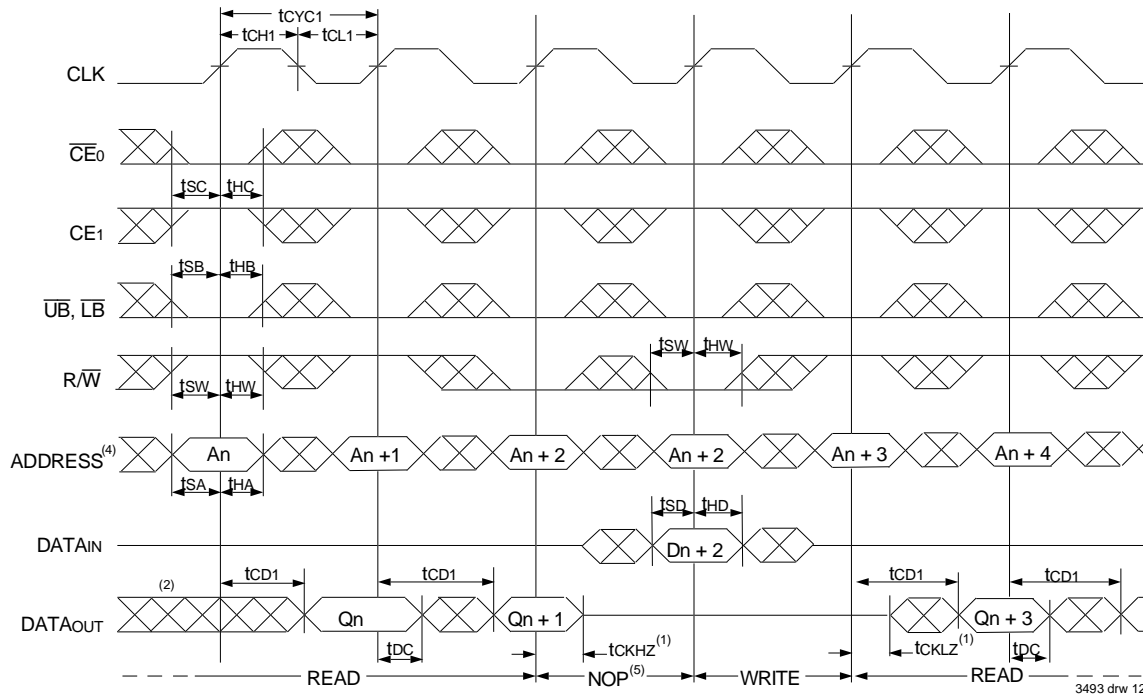 tCYC1
tCH1 tCL1
CLK
CE0
tSC tHC
CE1
tSB tHB
UB, LB
tSW tHW
R/W
tSW tHW
ADDRESS(4) An An +1 An + 2 An + 2 An + 3 An + 4
tSA tHA
tSD tHD
DATAIN Dn + 2
(2) tCD1 tCD1 tCD1 tCD1
DATAOUT Qn Qn + 1 Qn + 3
tDC tCKHZ(1) tCKLZ(1) tDC
READ NOP(5) WRITE READ
3493 drw 12